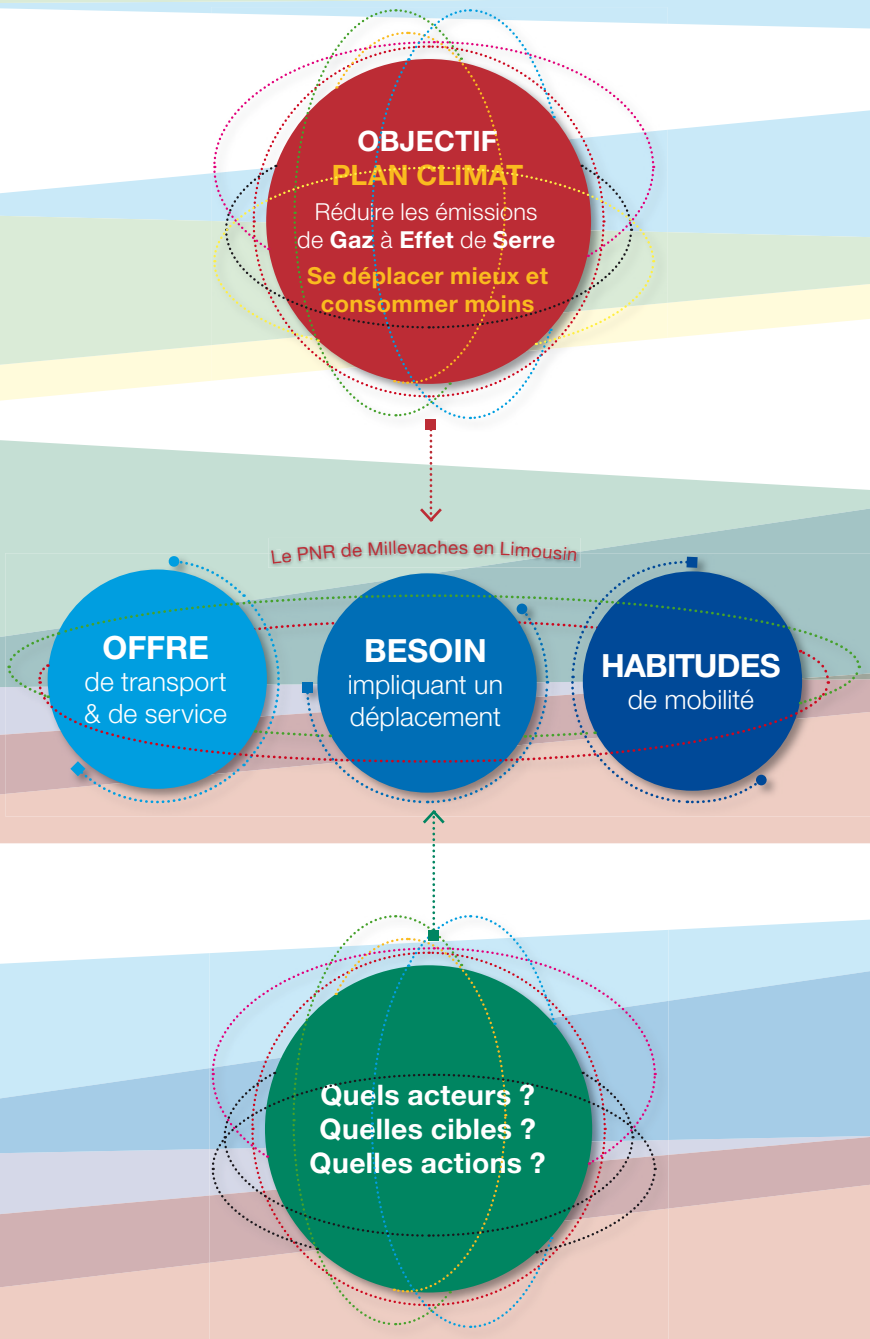 OBJECTIF
PLAN CLIMAT
Réduire les émissions
de Gaz à Effet de Serre
Se déplacer mieux et
consommer moins
Le PNR de Millevaches en Limousin
OFFRE
de transport
& de service
BESOIN
impliquant un
déplacement
HABITUDES
de mobilité
Quels acteurs ?
Quelles cibles ?
Quelles actions ?